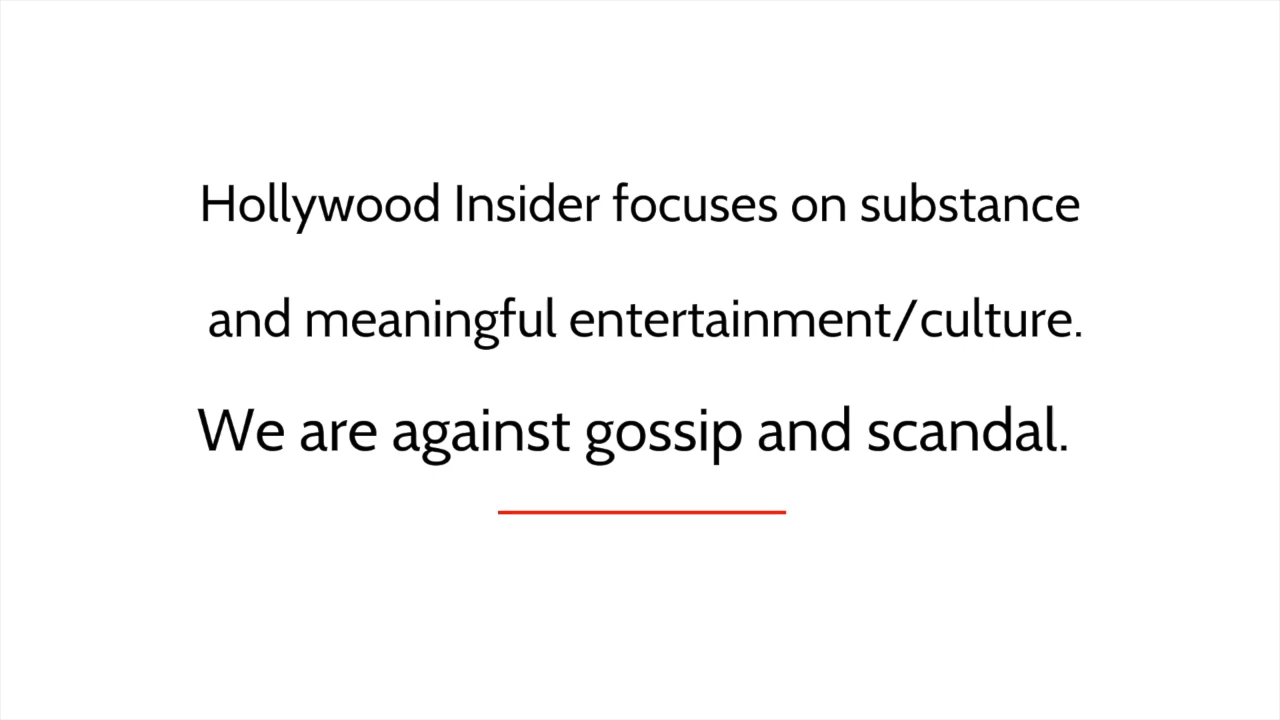 Hollywood Insider focuses on substance
and meaningful entertainment/culture.
We are against gossip and scandal.